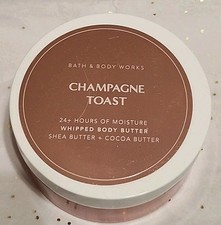 BATH & BODY WORKS
CHAMPAGNE
TOAST
24+ HOURS OF MOISTURE
WHIPPED BODY BUTTER
SHEA BUTTER + COCOA BUTTER